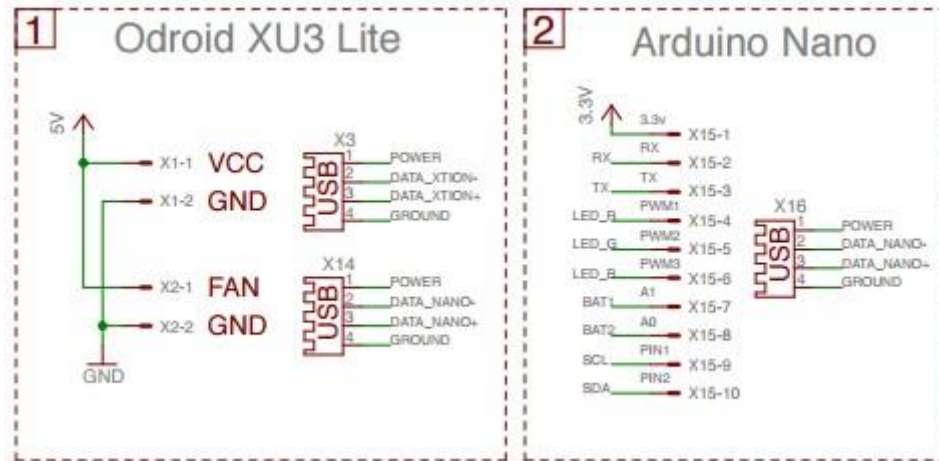 1
Odroid XU3 Lite
5V
X1-1 VCC
X1-2 GND
X2-1 FAN
X2-2 GND
GND
X3
USB
1 POWER
2 DATA_XTION-
3 DATA_XTION+
4 GROUND
X14
USB
1 POWER
2 DATA_NANO-
3 DATA_NANO+
4 GROUND
2
Arduino Nano
3.3V
3.3v X15-1
RX RX X15-2
TX TX X15-3
LED_R PWM1 X15-4
LED_G PWM2 X15-5
LED_B PWM3 X15-6
BAT1 A1 X15-7
BAT2 A0 X15-8
SCL PIN1 X15-9
SDA PIN2 X15-10
X16
USB
1 POWER
2 DATA_NANO-
3 DATA_NANO+
4 GROUND